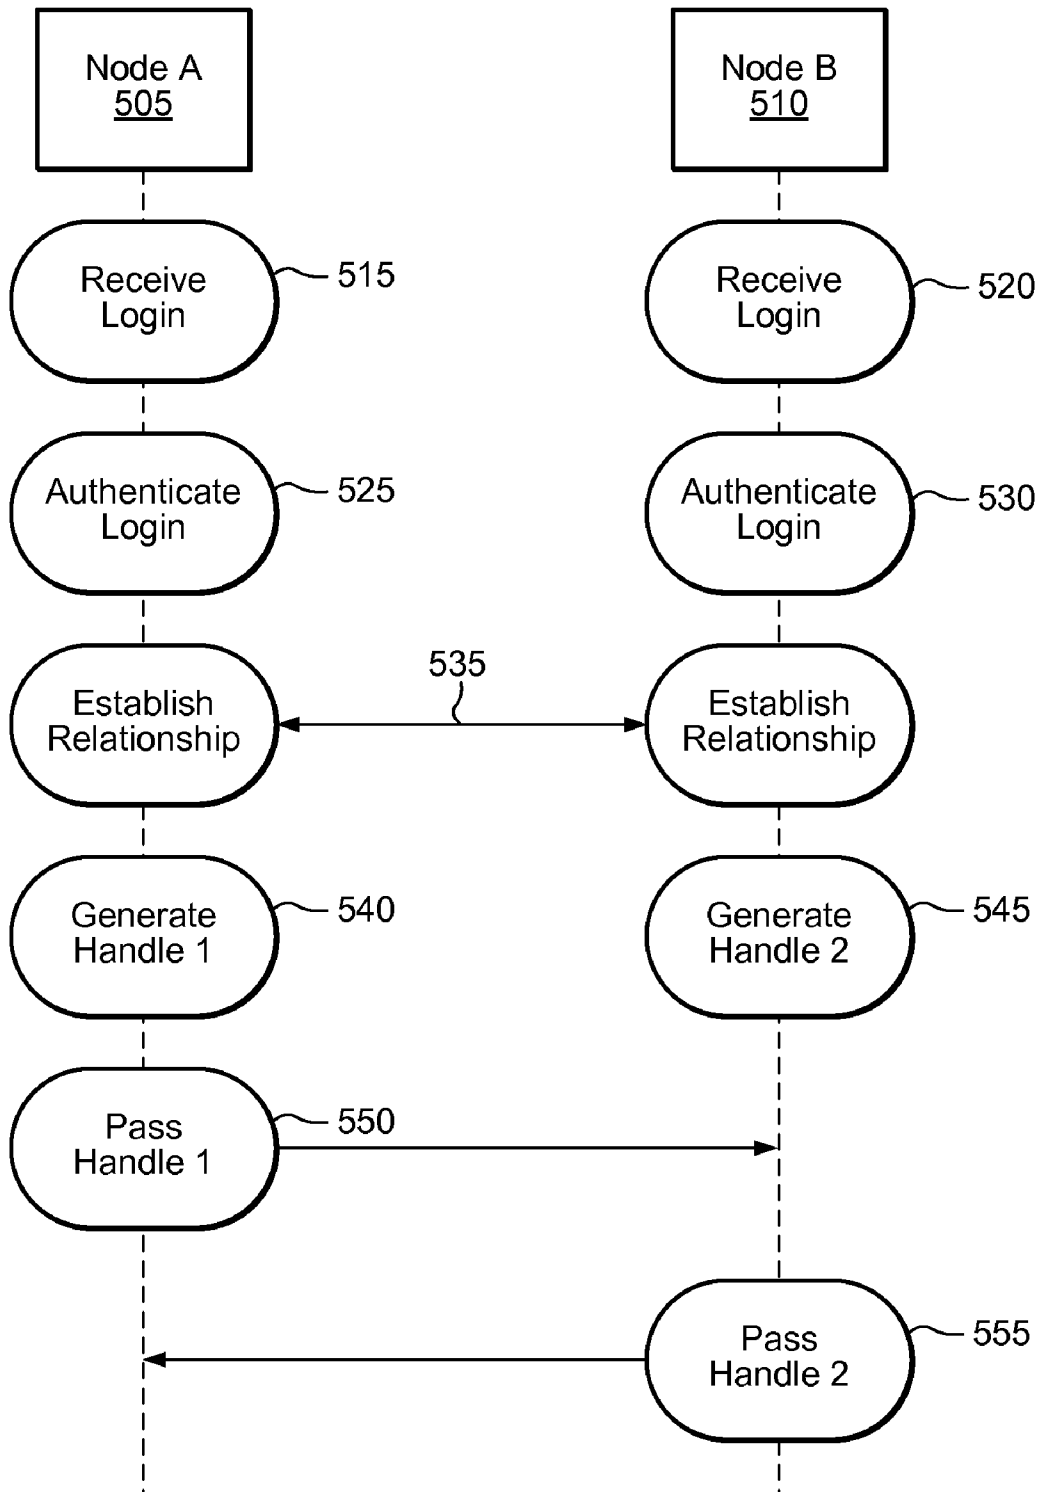 Node A
505
Node B
510
Receive
Login
515
Receive
Login
520
Authenticate
Login
525
Authenticate
Login
530
Establish
Relationship
535
Establish
Relationship
Generate
Handle 1
540
Generate
Handle 2
545
Pass
Handle 1
550
Pass
Handle 2
555